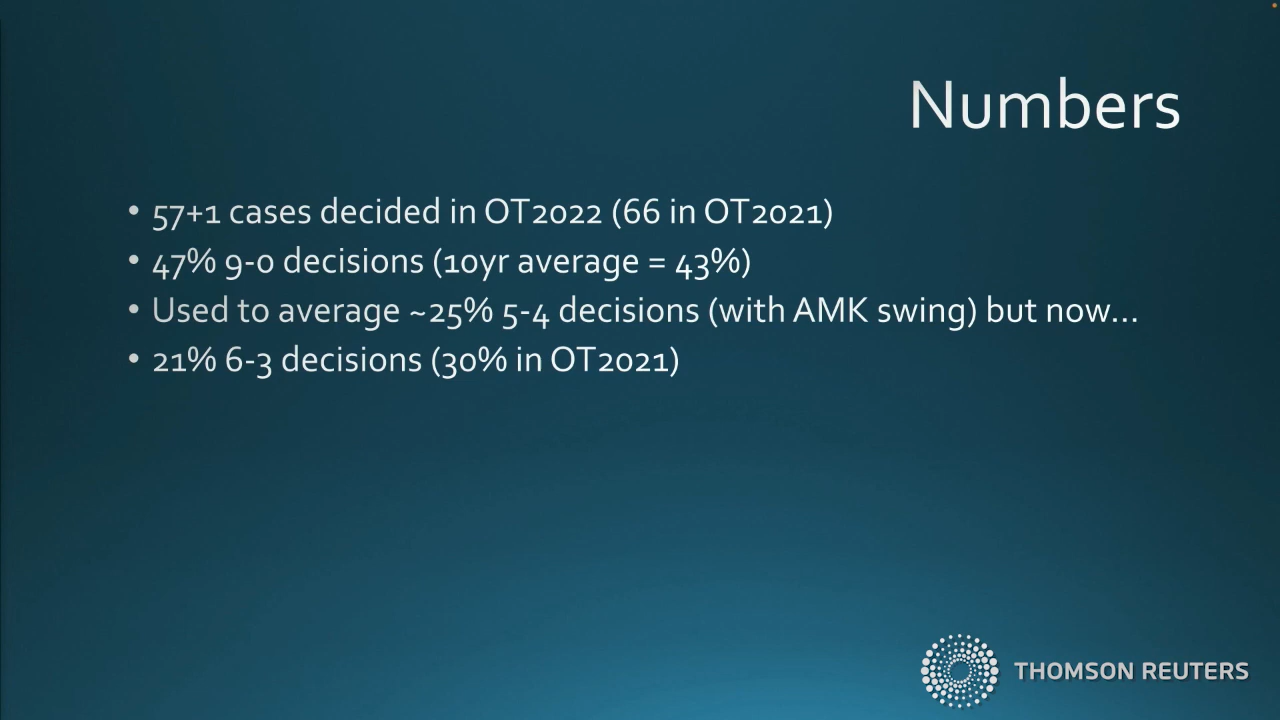 Numbers
• 57+1 cases decided in OT2022 (66 in OT2021)
• 47% 9-0 decisions (10yr average = 43%)
• Used to average ~25% 5-4 decisions (with AMK swing) but now…
• 21% 6-3 decisions (30% in OT2021)
THOMSON REUTERS